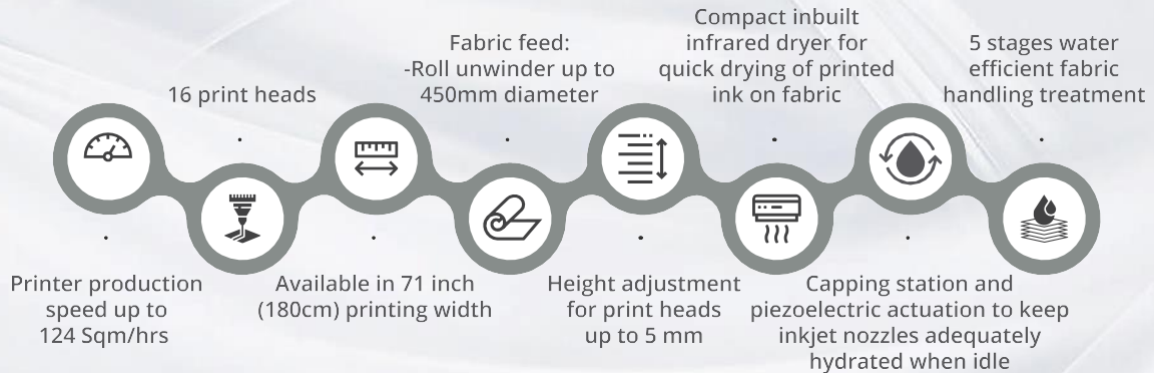 Printer production
speed up to
124 Sqm/hrs
16 print heads
Available in 71 inch
(180cm) printing width
Fabric feed:
-Roll unwinder up to
450mm diameter
Height adjustment
for print heads
up to 5 mm
Compact inbuilt
infrared dryer for
quick drying of printed
ink on fabric
Capping station and
piezoelectric actuation to keep
inkjet nozzles adequately
hydrated when idle
5 stages water
efficient fabric
handling treatment